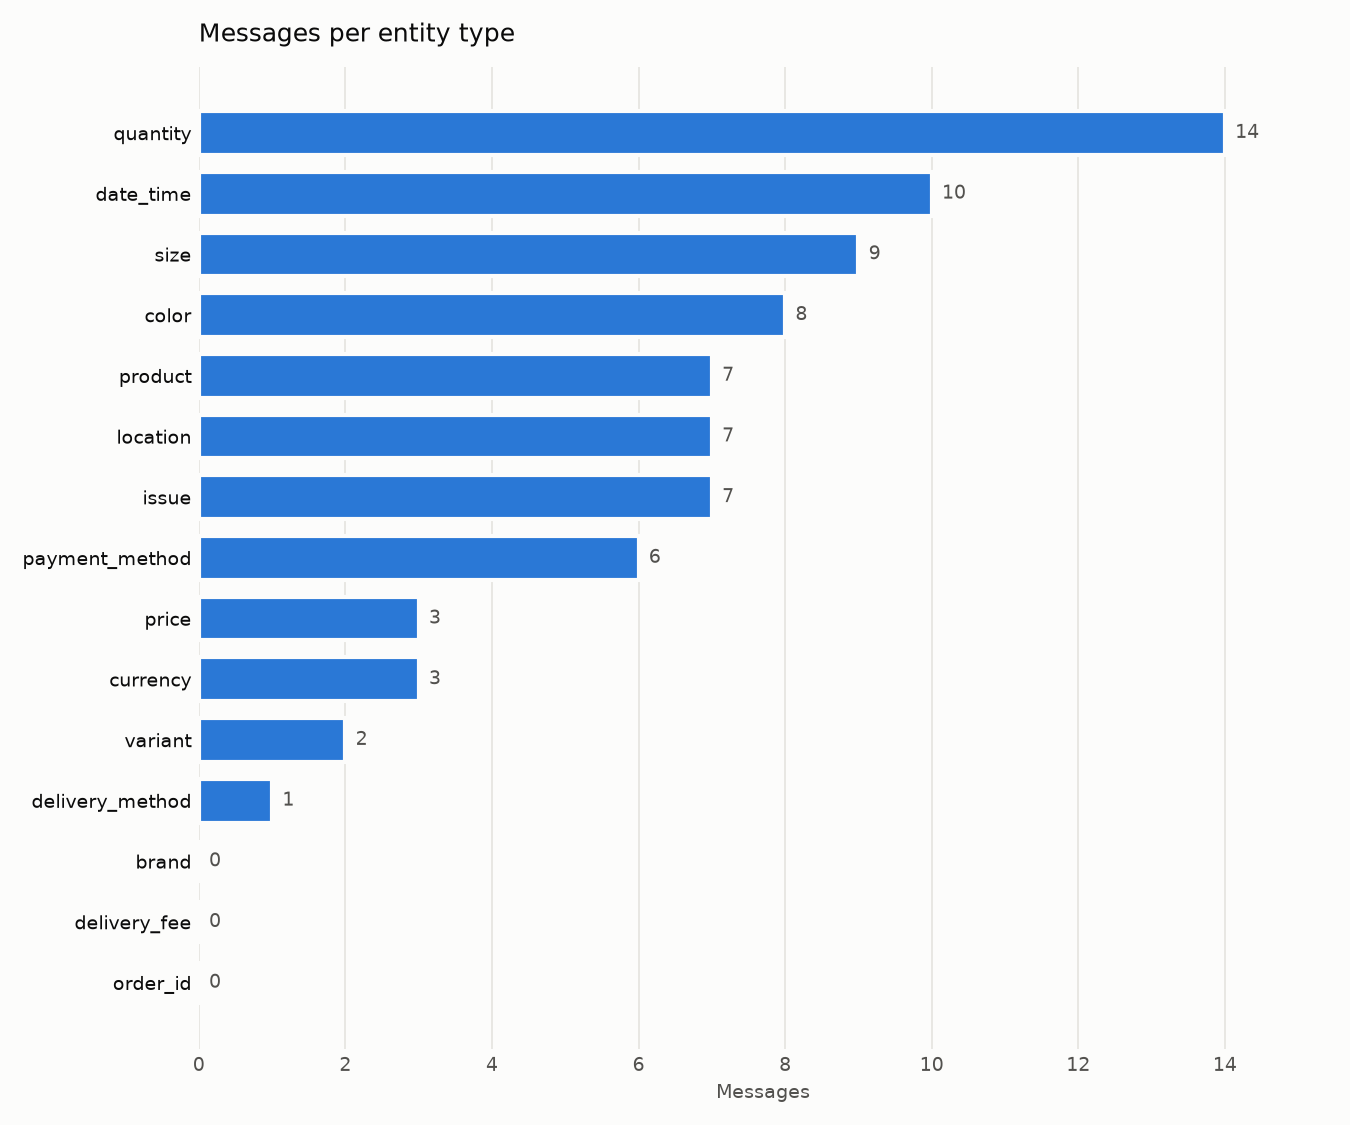 Messages per entity type
quantity 14
date_time 10
size 9
color 8
product 7
location 7
issue 7
payment_method 6
price 3
currency 3
variant 2
delivery_method 1
brand 0
delivery_fee 0
order_id 0
0 2 4 6 8 10 12 14
Messages